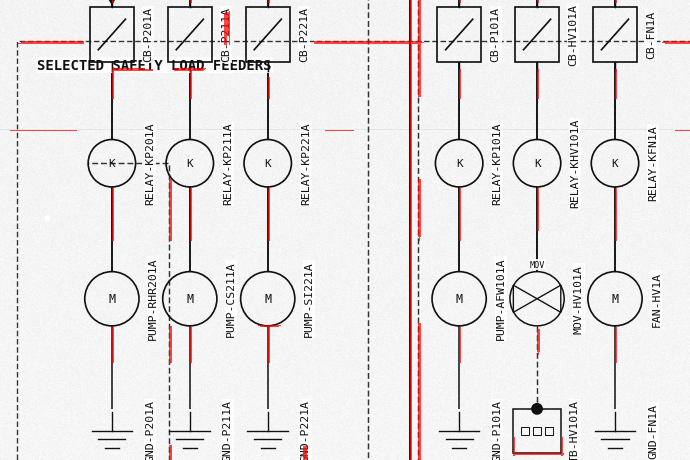 CB-P201A
CB-P211A
CB-P221A
CB-P101A
CB-HV101A
CB-FN1A
SELECTED SAFETY LOAD FEEDERS
K
RELAY-KP201A
K
RELAY-KP211A
K
RELAY-KP221A
K
RELAY-KP101A
K
RELAY-KHV101A
K
RELAY-KFN1A
M
PUMP-RHR201A
M
PUMP-CS211A
M
PUMP-SI221A
M
PUMP-AFW101A
MOV
MOV-HV101A
M
FAN-HV1A
GND-P201A
GND-P211A
GND-P221A
GND-P101A
TB-HV101A
GND-FN1A